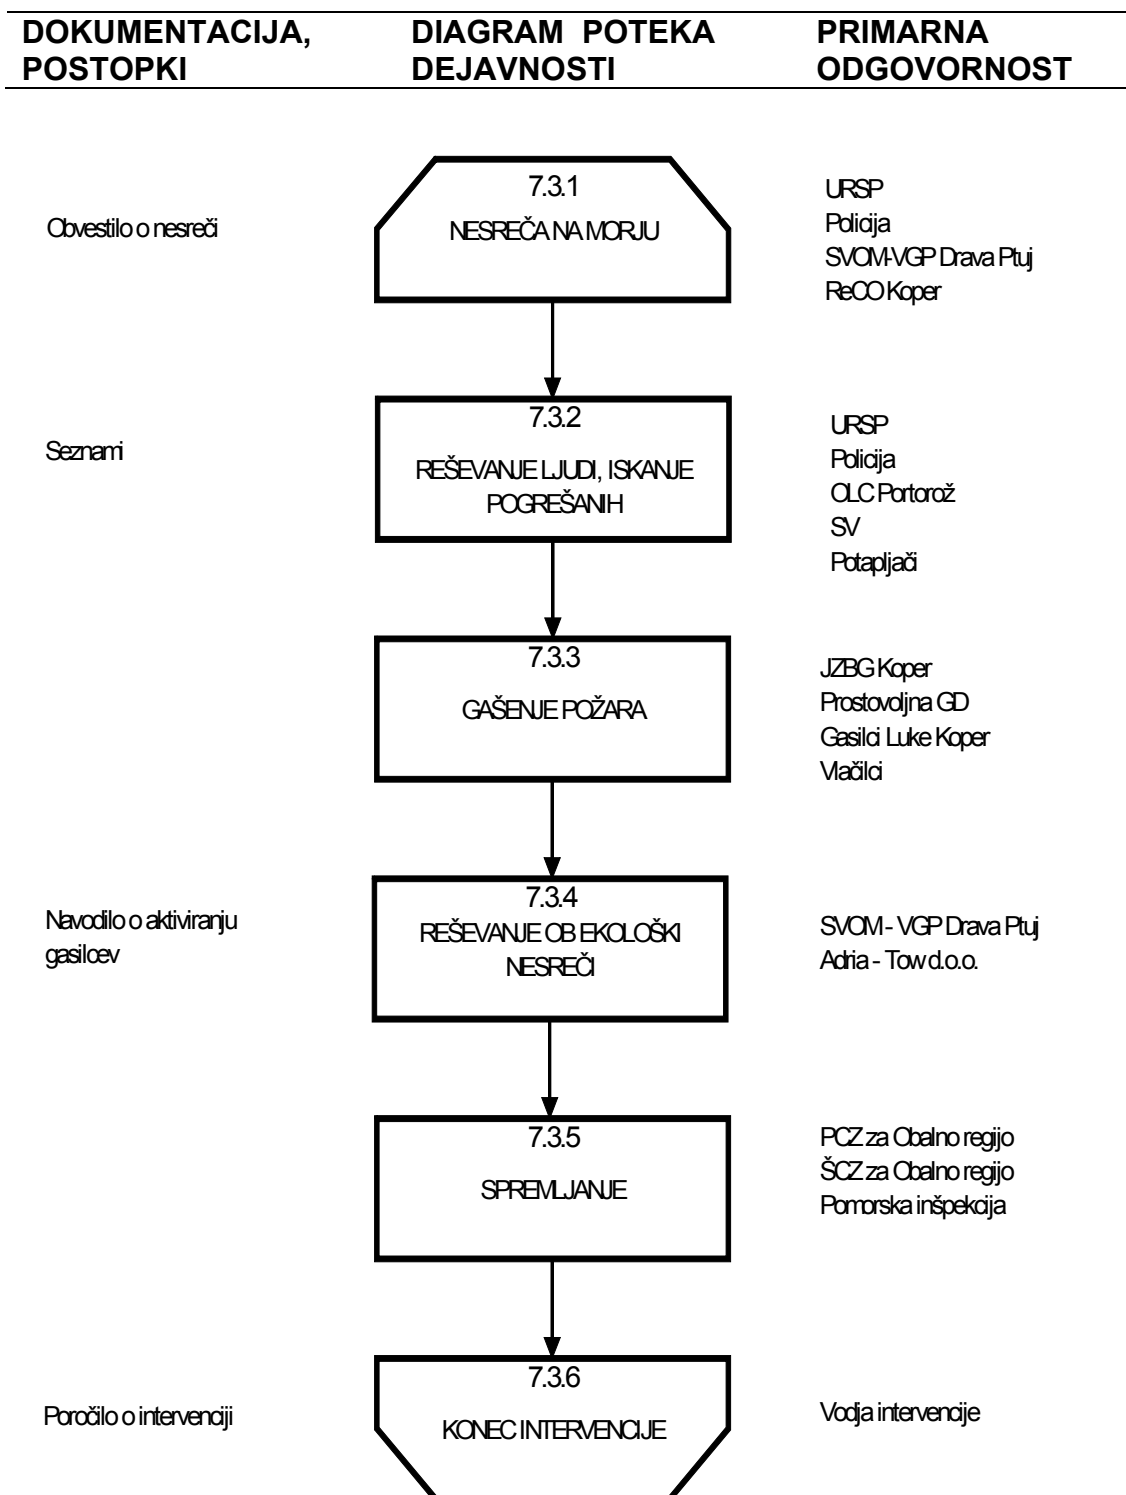 DOKUMENTACIJA, POSTOPKI
DIAGRAM POTEKA DEJAVNOSTI
PRIMARNA ODGOVORNOST
Obvestilo o nesreči
7.3.1
NESREČA NA MORJU
URSP
Policija
SVOM-VGP Drava Ptuj
ReCO Koper
Seznami
7.3.2
REŠEVANJE LJUDI, ISKANJE
POGREŠANIH
URSP
Policija
OLC Portorož
SV
Potapljači
7.3.3
GAŠENJE POŽARA
JZBG Koper
Prostovoljna GD
Gasilci Luke Koper
Vlačilci
Navodilo o aktiviranju
gasilcev
7.3.4
REŠEVANJE OB EKOLOŠKI
NESREČI
SVOM - VGP Drava Ptuj
Adria - Tow d.o.o.
7.3.5
SPREMLJANJE
PCZ za Obalno regijo
ŠCZ za Obalno regijo
Pomorska inšpekcija
Poročilo o intervenciji
7.3.6
KONEC INTERVENCIJE
Vodja intervencije